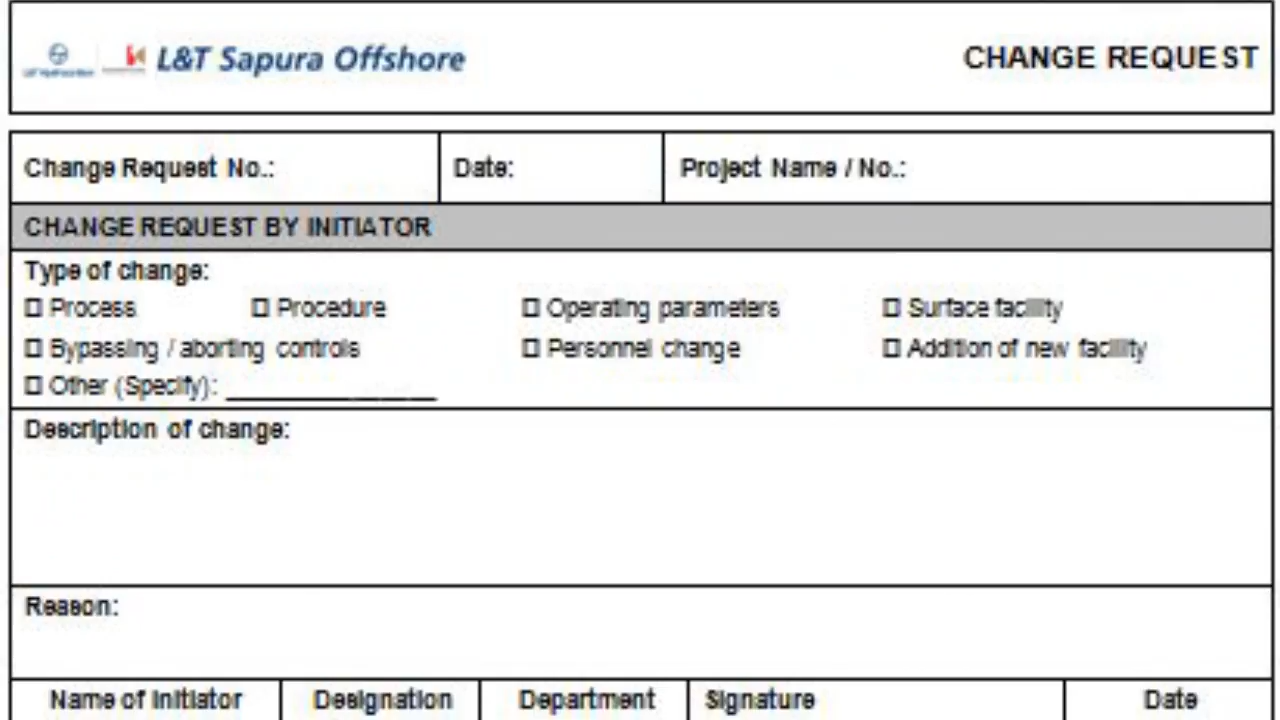 L&T Sapura Offshore
CHANGE REQUEST
Change Request No.: Date: Project Name / No.:
CHANGE REQUEST BY INITIATOR
Type of change:
☐ Process ☐ Procedure ☐ Operating parameters ☐ Surface facility
☐ Bypassing / aborting controls ☐ Personnel change ☐ Addition of new facility
☐ Other (Specify): _______________
Description of change:
Reason:
Name of Initiator Designation Department Signature Date